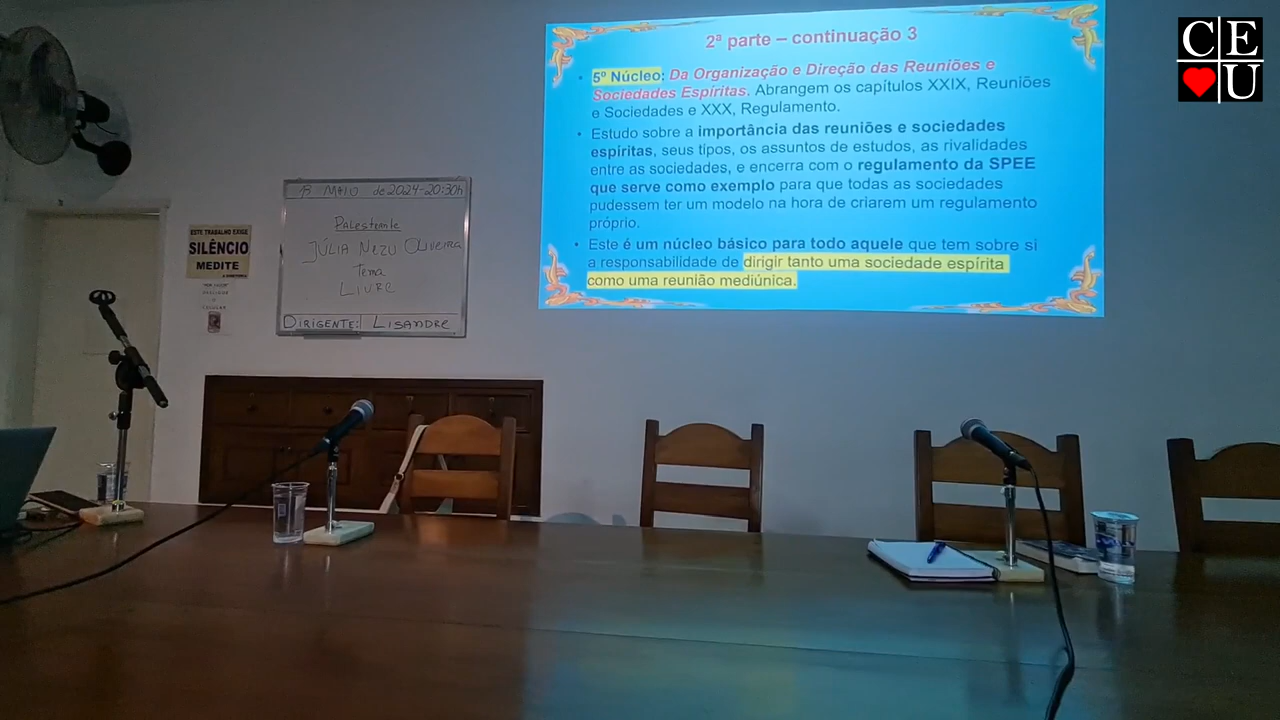 2ª parte – continuação 3
• 5º Núcleo: Da Organização e Direção das Reuniões e
Sociedades Espíritas. Abrangem os capítulos XXIX, Reuniões
e Sociedades e XXX, Regulamento.
• Estudo sobre a importância das reuniões e sociedades
espíritas, seus tipos, os assuntos de estudos, as rivalidades
entre as sociedades, e encerra com o regulamento da SPEE
que serve como exemplo para que todas as sociedades
pudessem ter um modelo na hora de criarem um regulamento
próprio.
• Este é um núcleo básico para todo aquele que tem sobre si
a responsabilidade de dirigir tanto uma sociedade espírita
como uma reunião mediúnica.
CE
U
MAIO de 2024-20:30h
Palestrante
JÚLIA NEZU OLIVEIRA
Tema
LIVRE
DIRIGENTE: LISANDRE
ESTE TRABALHO EXIGE
SILÊNCIO
MEDITE